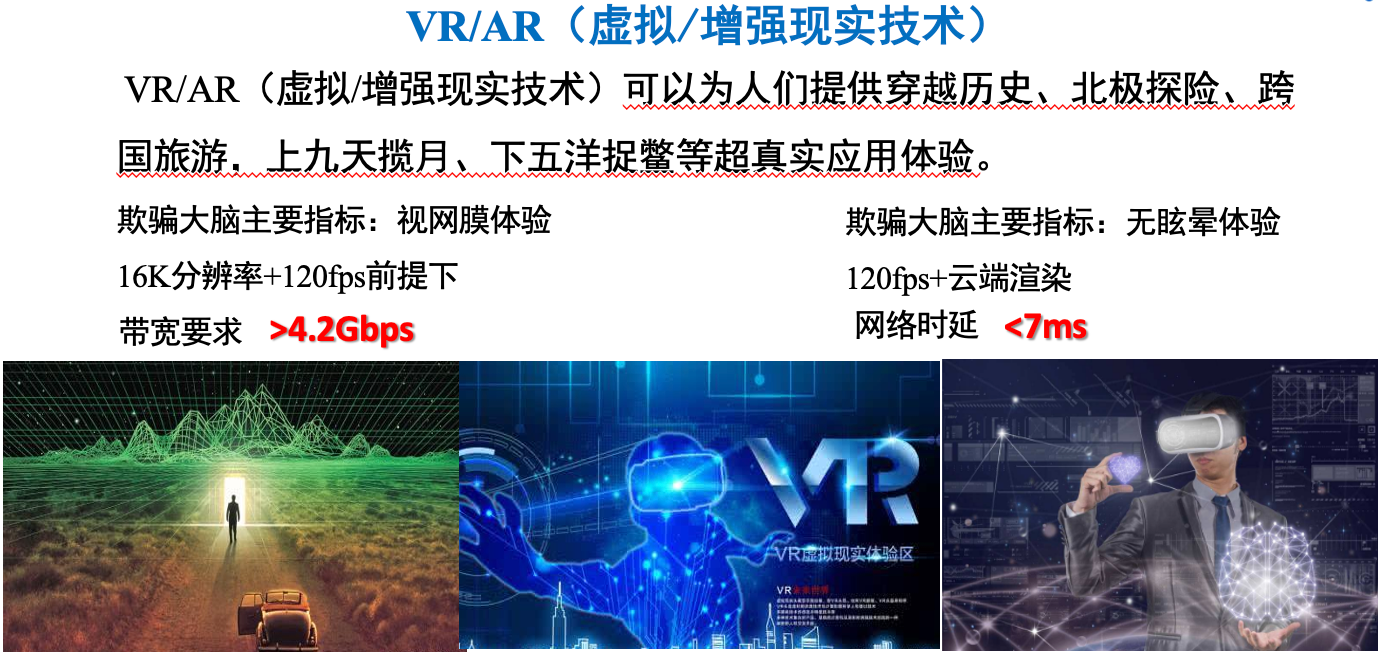 VR/AR（虚拟/增强现实技术）
VR/AR（虚拟/增强现实技术）可以为人们提供穿越历史、北极探险、跨
国旅游，上九天揽月、下五洋捉鳖等超真实应用体验。
欺骗大脑主要指标：视网膜体验
16K分辨率+120fps前提下
带宽要求 >4.2Gbps
欺骗大脑主要指标：无眩晕体验
120fps+云端渲染
网络时延 <7ms
VR
VR虚拟现实体验区
VR未来世界